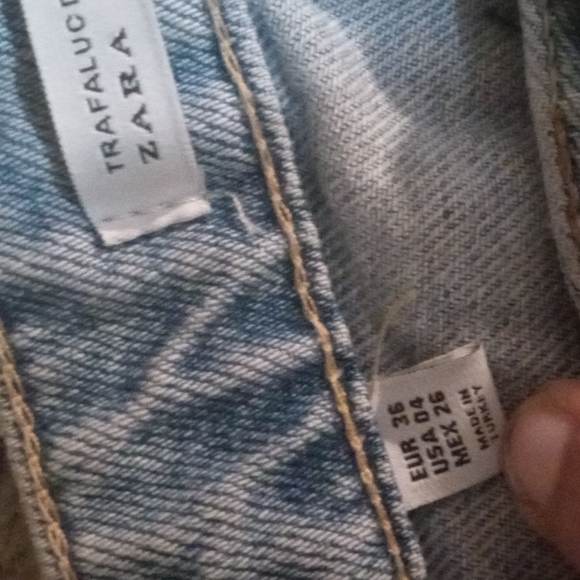 TRAFALUC
ZARA
EUR 36
USA 04
MEX 26
MADE IN
TURKEY